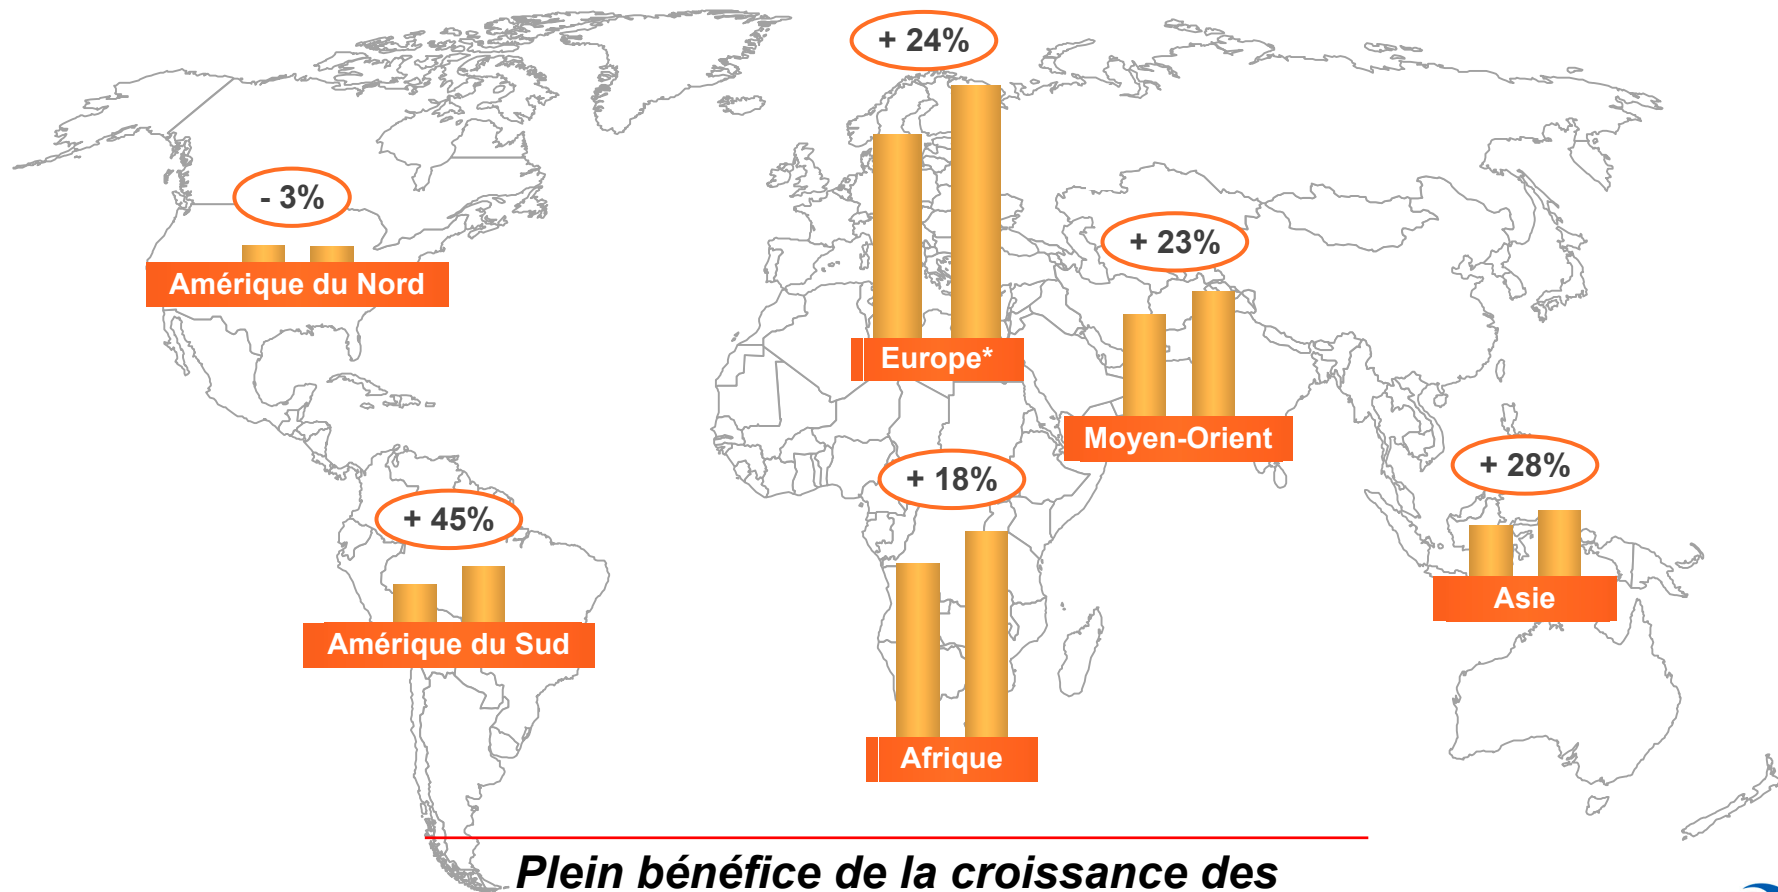 + 24%
- 3%
Amérique du Nord
+ 23%
Europe*
Moyen-Orient
+ 18%
+ 28%
+ 45%
Asie
Amérique du Sud
Afrique
Plein bénéfice de la croissance des